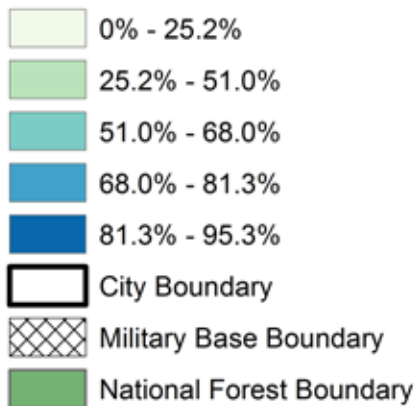 0% - 25.2%
25.2% - 51.0%
51.0% - 68.0%
68.0% - 81.3%
81.3% - 95.3%
City Boundary
Military Base Boundary
National Forest Boundary